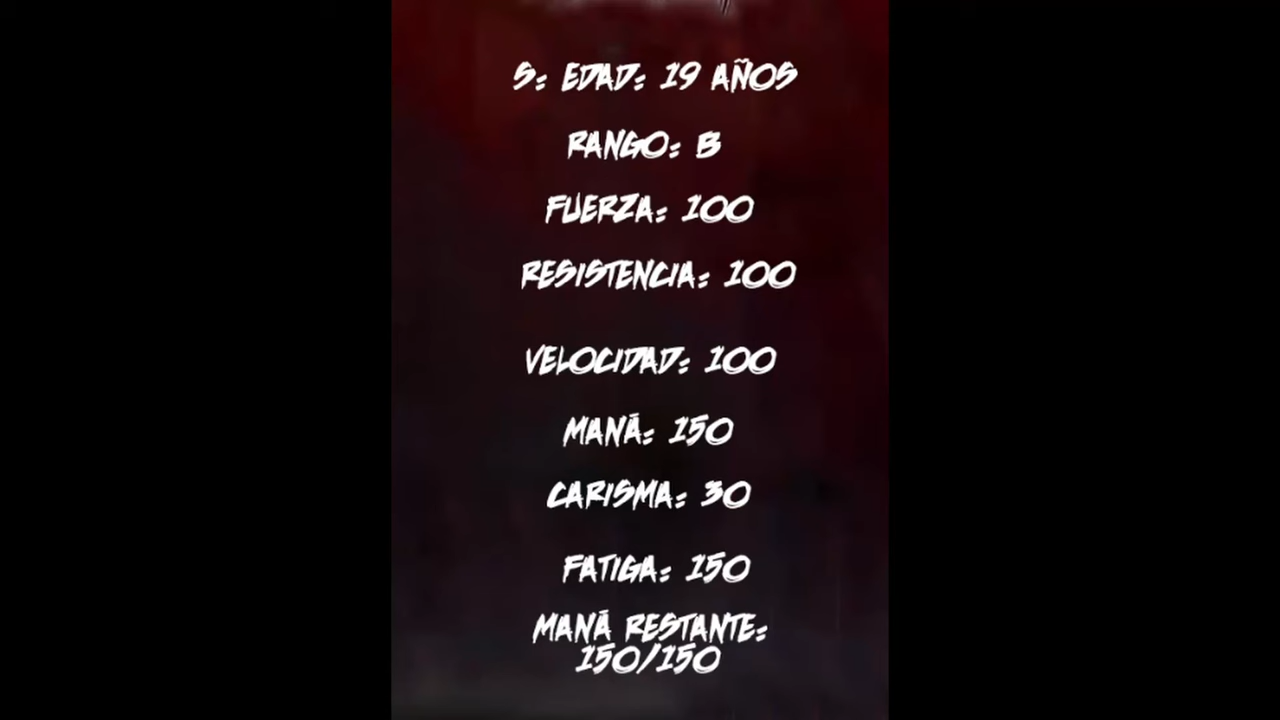 S: EDAD: 19 AÑOS
RANGO: B
FUERZA: 100
RESISTENCIA: 100
VELOCIDAD: 100
MANÁ: 150
CARISMA: 30
FATIGA: 150
MANÁ RESTANTE:
150/150